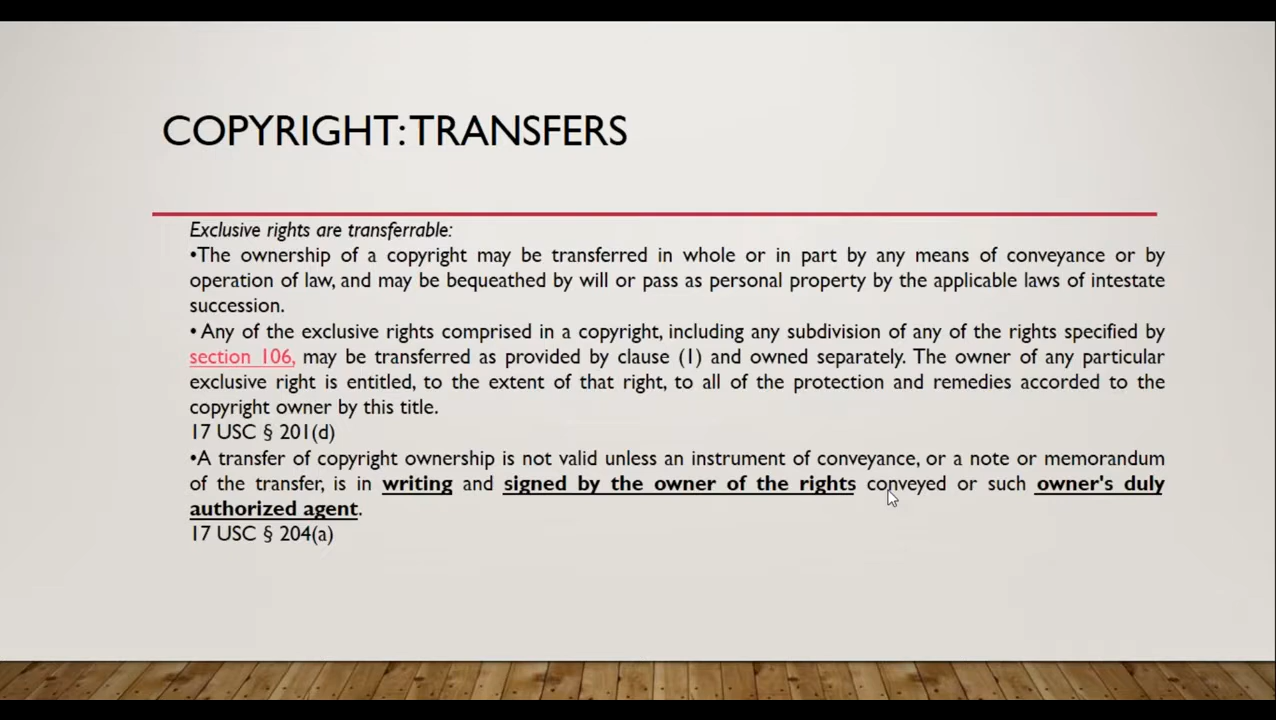 COPYRIGHT: TRANSFERS
Exclusive rights are transferrable:
•The ownership of a copyright may be transferred in whole or in part by any means of conveyance or by
operation of law, and may be bequeathed by will or pass as personal property by the applicable laws of intestate
succession.
• Any of the exclusive rights comprised in a copyright, including any subdivision of any of the rights specified by
section 106, may be transferred as provided by clause (1) and owned separately. The owner of any particular
exclusive right is entitled, to the extent of that right, to all of the protection and remedies accorded to the
copyright owner by this title.
17 USC § 201(d)
•A transfer of copyright ownership is not valid unless an instrument of conveyance, or a note or memorandum
of the transfer, is in writing and signed by the owner of the rights conveyed or such owner's duly
authorized agent.
17 USC § 204(a)